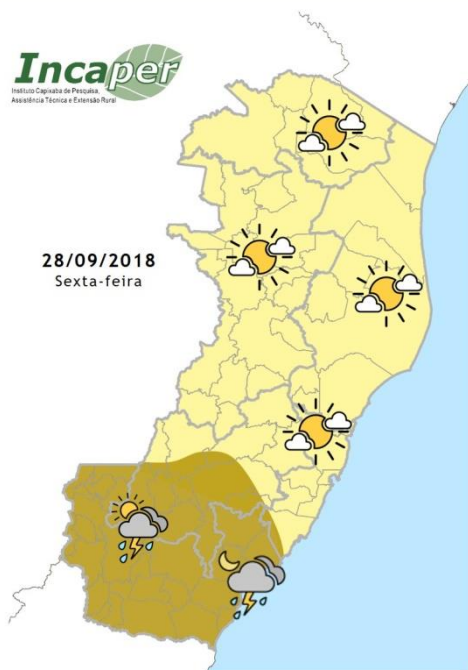 Incaper
Instituto Capixaba de Pesquisa,
Assistência Técnica e Extensão Rural
28/09/2018
Sexta-feira